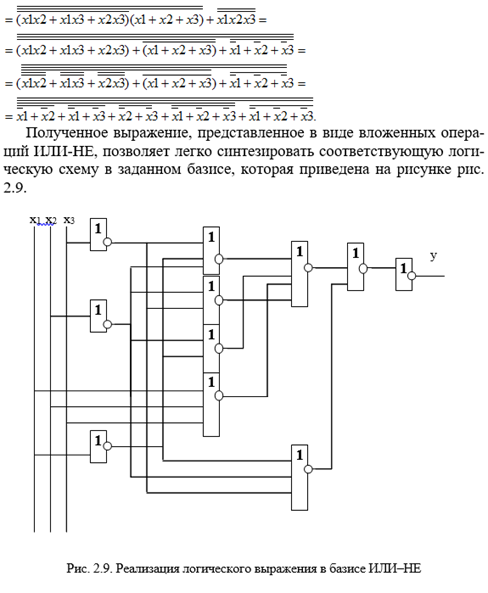 = (x1x2 + x1x3 + x2x3)(x1 + x2 + x3) + x1x2x3 =
= (x1x2 + x1x3 + x2x3) + (x1 + x2 + x3) + x1 + x2 + x3 =
= (x1x2 + x1x3 + x2x3) + (x1 + x2 + x3) + x1 + x2 + x3 =
= x1 + x2 + x1 + x3 + x2 + x3 + x1 + x2 + x3 + x1 + x2 + x3.
Полученное выражение, представленное в виде вложенных опера-
ций ИЛИ-НЕ, позволяет легко синтезировать соответствующую логи-
ческую схему в заданном базисе, которая приведена на рисунке рис.
2.9.
x1 x2 x3
y
1
1
1
1
1
1
1
1
1
1
1
Рис. 2.9. Реализация логического выражения в базисе ИЛИ–НЕ